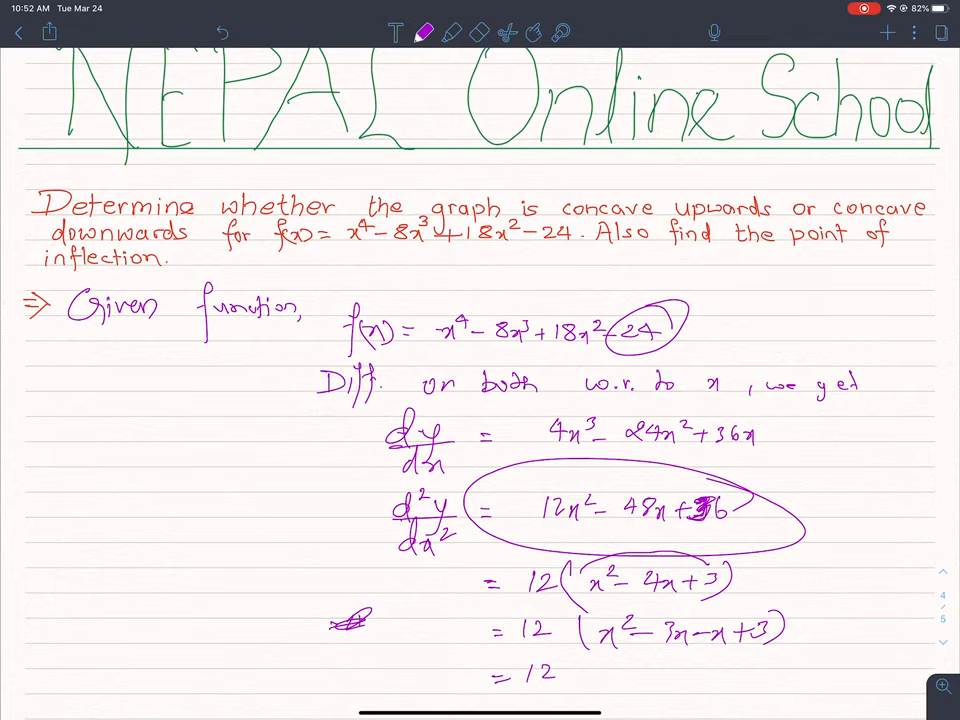 10:52 AM Tue Mar 24
82%
NEPAL Online School
Determine whether the graph is concave upwards or concave
downwards for f(x) = x⁴ - 8x³ + 18x² - 24. Also find the point of
inflection.
⇒ Given function,
f(x) = x⁴ - 8x³ + 18x² - 24
Diff. on both w.r. to x, we get
dy/dx = 4x³ - 24x² + 36x
d²y/dx² = 12x² - 48x + 36
= 12 (x² - 4x + 3)
= 12 (x² - 3x - x + 3)
= 12
4
/
5